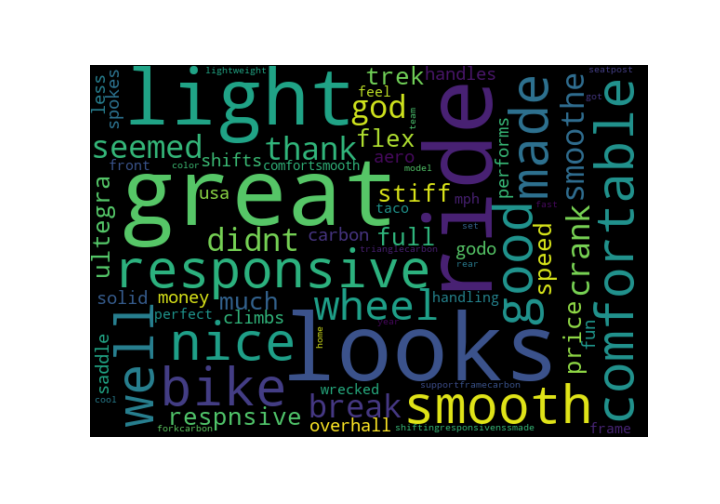 lightweight
seatpost
less
spokes
light
trek
handles
feel
god
ride
made
smoothe
got
comfortable
team
seemed
thank
flex
performs
front
color
shifts
comfortsmooth
aero
model
great
usa
stiff
mph
fast
ultegra
didnt
taco
carbon
full
set
good
speed
crank
trianglecarbon
godo
responsive
rear
solid
money
much
wheel
handling
price
fun
well
perfect
climbs
nice
home
year
looks
saddle
bike
wrecked
supportframecarbon
cool
break
smooth
respnsive
overhall
forkcarbon
shiftingresponsivenssmade
frame